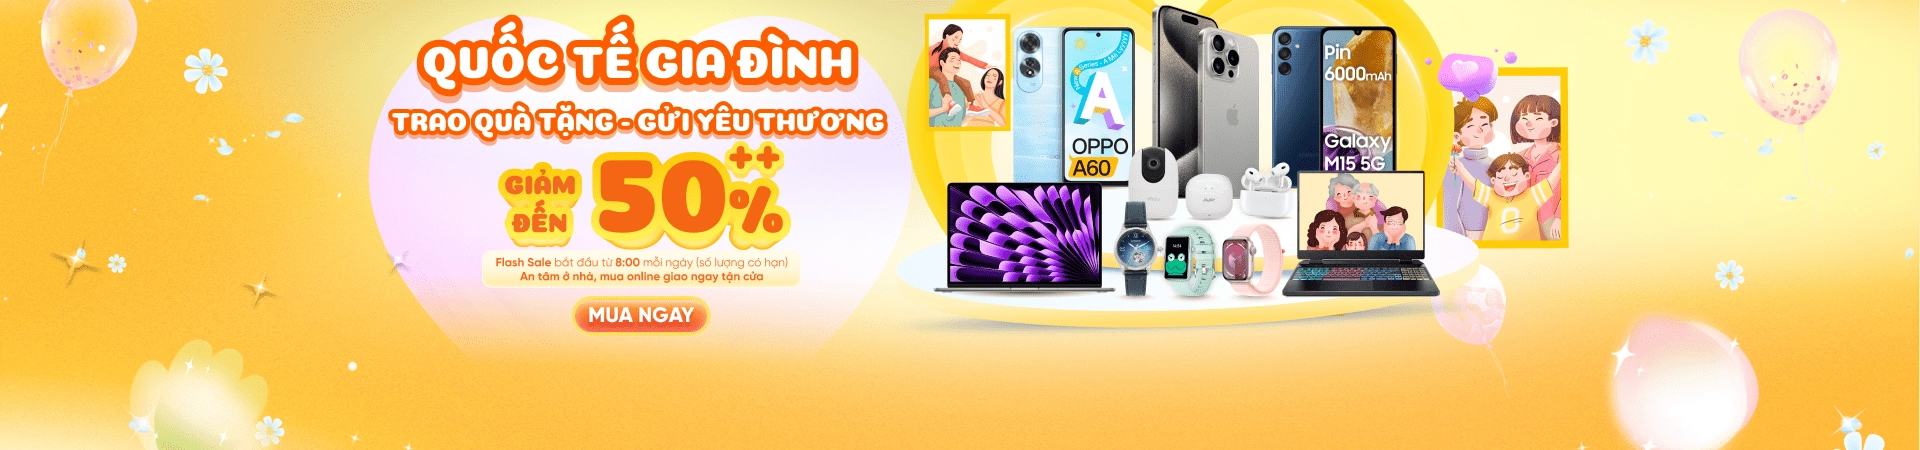 QUỐC TẾ GIA ĐÌNH
TRAO QUÀ TẶNG - GỬI YÊU THƯƠNG
GIẢM
ĐẾN
50%++
Flash Sale bắt đầu từ 8:00 mỗi ngày (số lượng có hạn)
An tâm ở nhà, mua online giao ngay tận cửa
MUA NGAY
A
OPPO
A60
Pin
6000mAh
Galaxy
M15 5G